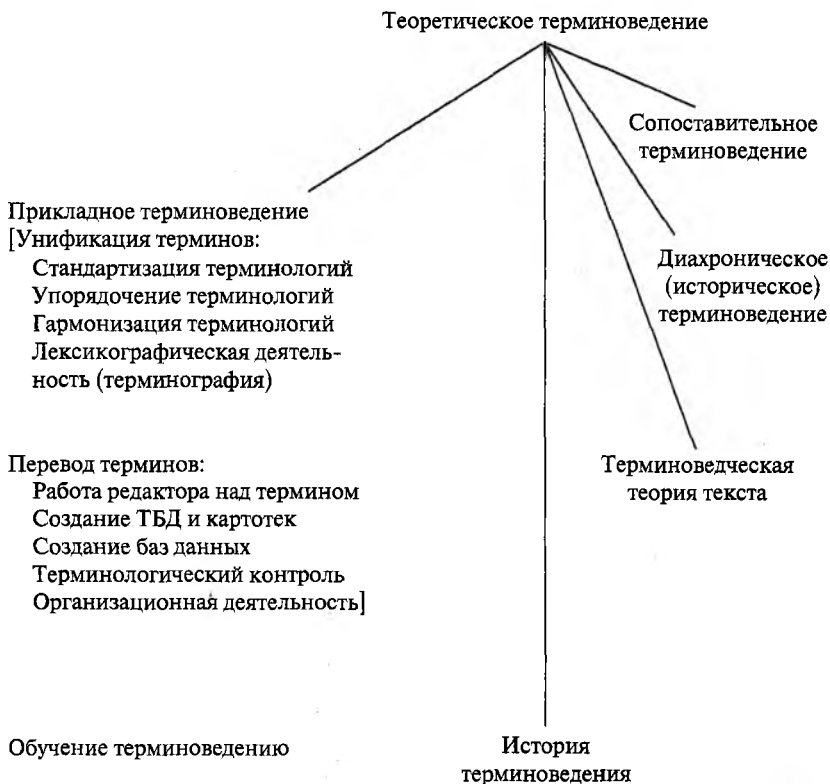 Теоретическое терминоведение
Сопоставительное
терминоведение
Прикладное терминоведение
[Унификация терминов:
Стандартизация терминологий
Упорядочение терминологий
Гармонизация терминологий
Лексикографическая деятель-
ность (терминография)
Диахроническое
(историческое)
терминоведение
Перевод терминов:
Работа редактора над термином
Создание ТБД и картотек
Создание баз данных
Терминологический контроль
Организационная деятельность]
Терминоведческая
теория текста
Обучение терминоведению
История
терминоведения